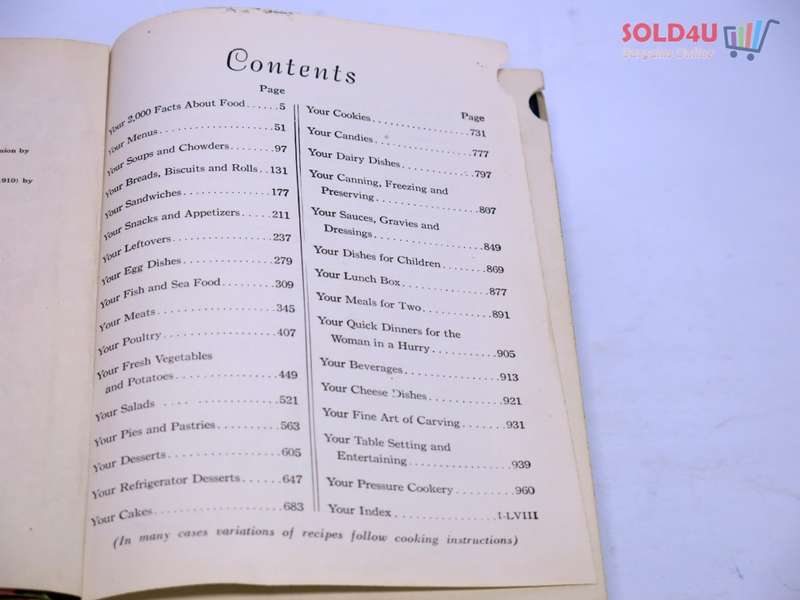 SOLD4U
Bargains Online
Contents
Page
Your 2,000 Facts About Food......5
Your Menus....................51
Your Soups and Chowders........97
Your Breads, Biscuits and Rolls..131
Your Sandwiches................177
Your Snacks and Appetizers.....211
Your Leftovers.................237
Your Egg Dishes................279
Your Fish and Sea Food.........309
Your Meats.....................345
Your Poultry...................407
Your Fresh Vegetables
and Potatoes...................449
Your Salads ... ...............521
Your Pies and Pastries.........563
Your Desserts..................605
Your Refrigerator Desserts......647
Your Cakes.....................683
Page
Your Cookies...................731
Your Candies...................777
Your Dairy Dishes..............797
Your Canning, Freezing and
Preserving.....................807
Your Sauces, Gravies and
Dressings......................849
Your Dishes for Children........869
Your Lunch Box.................877
Your Meals for Two.............891
Your Quick Dinners for the
Woman in a Hurry...............905
Your Beverages.................913
Your Cheese Dishes.............921
Your Fine Art of Carving........931
Your Table Setting and
Entertaining...................939
Your Pressure Cookery..........960
Your Index.....................I-LVIII
(In many cases variations of recipes follow cooking instructions)
by
1910) by